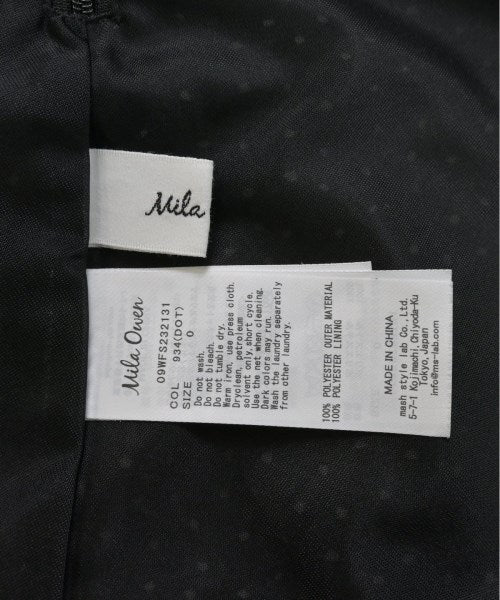 Mila
Mila Owen
09WFS232131
COL 934(DOT)
SIZE 0
Do not wash.
Do not bleach.
Do not tumble dry.
Warm iron, use press cloth.
Dryclean, petroleum
solvent only, short cycle.
Use the net when cleaning.
Dark colors may run.
Wash the laundry separately
from other laundry.
100% POLYESTER OUTER MATERIAL
100% POLYESTER LINING
MADE IN CHINA
mash style lab Co., Ltd.
5-7-1 Kojimachi, Chiyoda-Ku
Tokyo, Japan
info@ms-lab.com